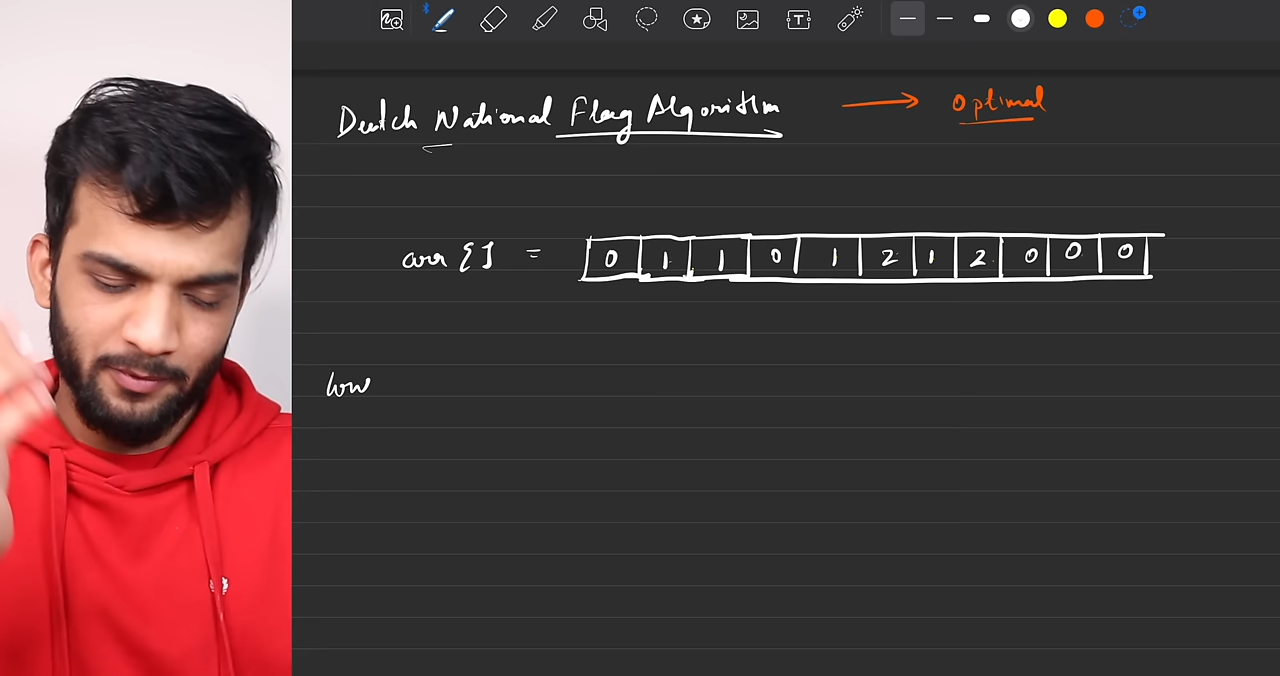 Dutch National Flag Algorithm → Optimal
arr [] = 0 1 1 0 1 2 1 2 0 0 0
low